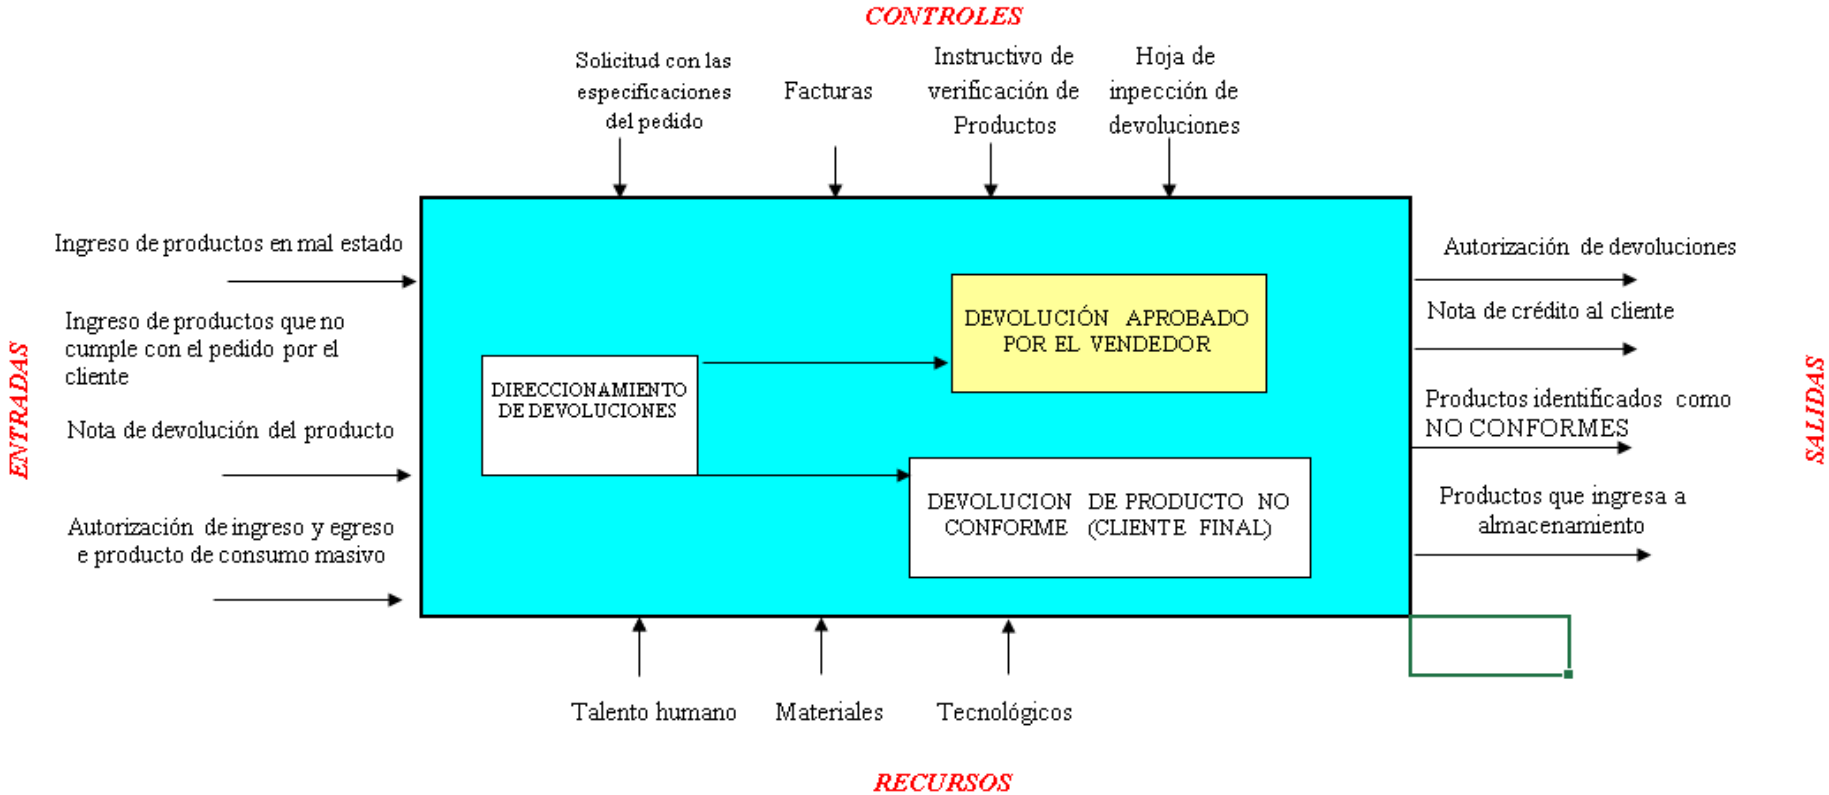 CONTROLES
Solicitud con las
especificaciones
del pedido
Facturas
Instructivo de
verificación de
Productos
Hoja de
inpección de
devoluciones
ENTRADAS
Ingreso de productos en mal estado
Ingreso de productos que no
cumple con el pedido por el
cliente
Nota de devolución del producto
Autorización de ingreso y egreso
e producto de consumo masivo
DIRECCIONAMIENTO
DE DEVOLUCIONES
DEVOLUCIÓN APROBADO
POR EL VENDEDOR
DEVOLUCION DE PRODUCTO NO
CONFORME (CLIENTE FINAL)
Autorización de devoluciones
Nota de crédito al cliente
Productos identificados como
NO CONFORMES
Productos que ingresa a
almacenamiento
SALIDAS
Talento humano
Materiales
Tecnológicos
RECURSOS